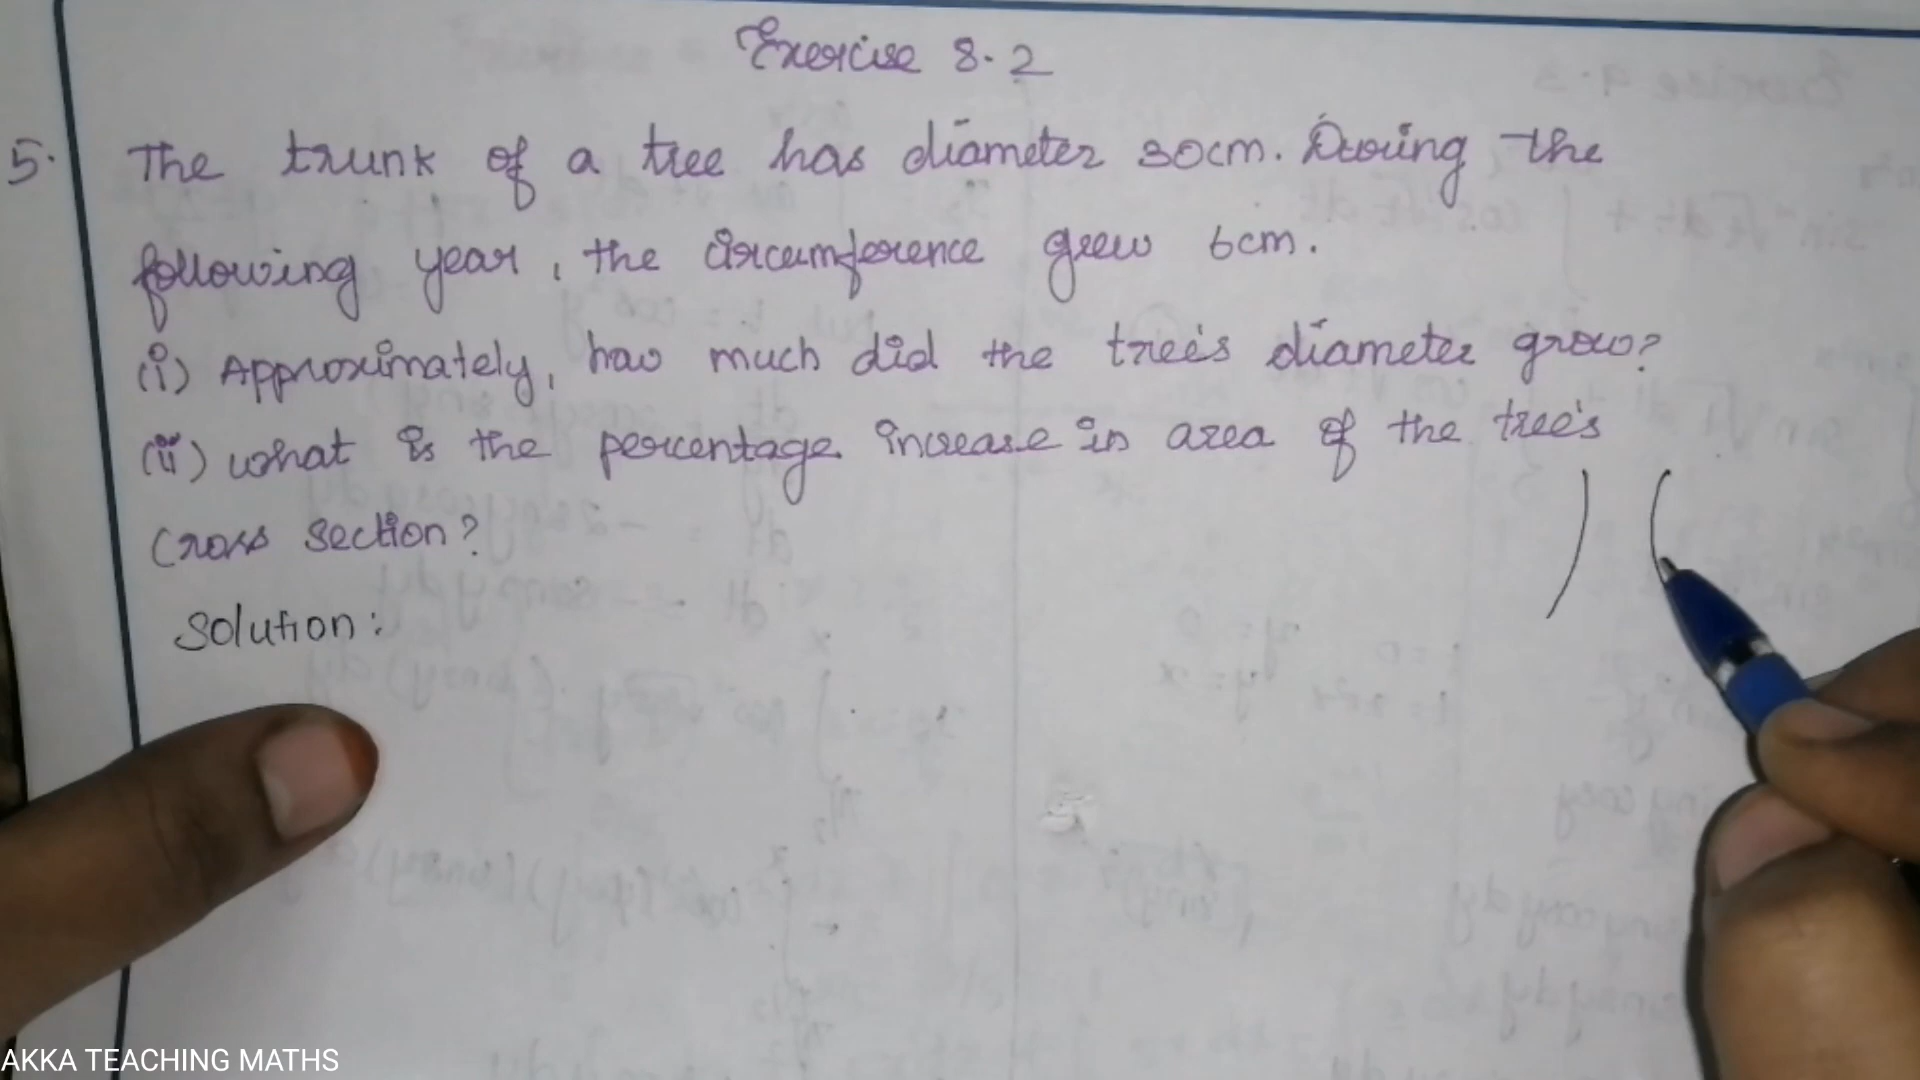 Exercise 8.2
5. The trunk of a tree has diameter 30cm. During the
following year, the circumference grew 6cm.
(i) Approximately, how much did the tree's diameter grow?
(ii) what is the percentage increase in area of the tree's
Cross section?
Solution:
AKKA TEACHING MATHS